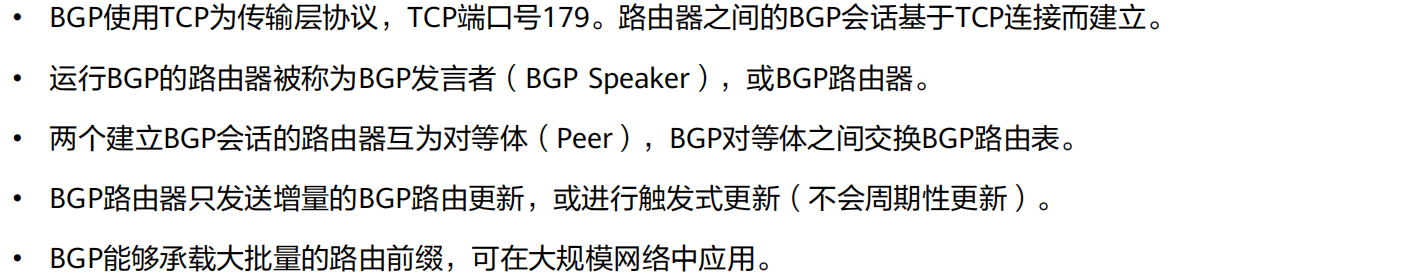 • BGP使用TCP为传输层协议，TCP端口号179。路由器之间的BGP会话基于TCP连接而建立。
• 运行BGP的路由器被称为BGP发言者（BGP Speaker），或BGP路由器。
• 两个建立BGP会话的路由器互为对等体（Peer），BGP对等体之间交换BGP路由表。
• BGP路由器只发送增量的BGP路由更新，或进行触发式更新（不会周期性更新）。
• BGP能够承载大批量的路由前缀，可在大规模网络中应用。